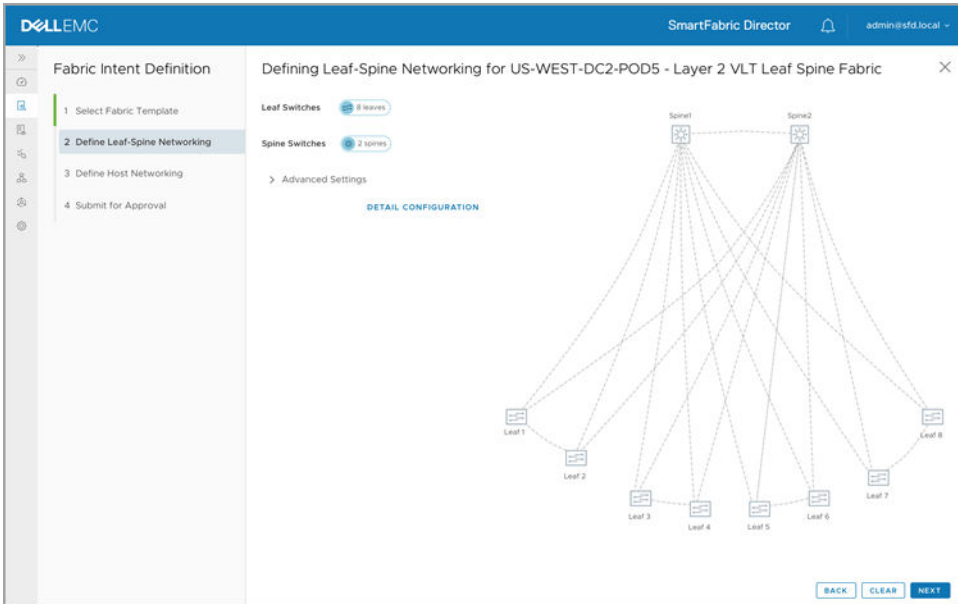 DELLEMC
SmartFabric Director
admin@sfd.local
Fabric Intent Definition
1 Select Fabric Template
2 Define Leaf-Spine Networking
3 Define Host Networking
4 Submit for Approval
Defining Leaf-Spine Networking for US-WEST-DC2-POD5 - Layer 2 VLT Leaf Spine Fabric
Leaf Switches 8 leaves
Spine Switches 2 spines
Advanced Settings
DETAIL CONFIGURATION
Spine1
Spine2
Leaf 1
Leaf 2
Leaf 3
Leaf 4
Leaf 5
Leaf 6
Leaf 7
Leaf 8
BACK CLEAR NEXT